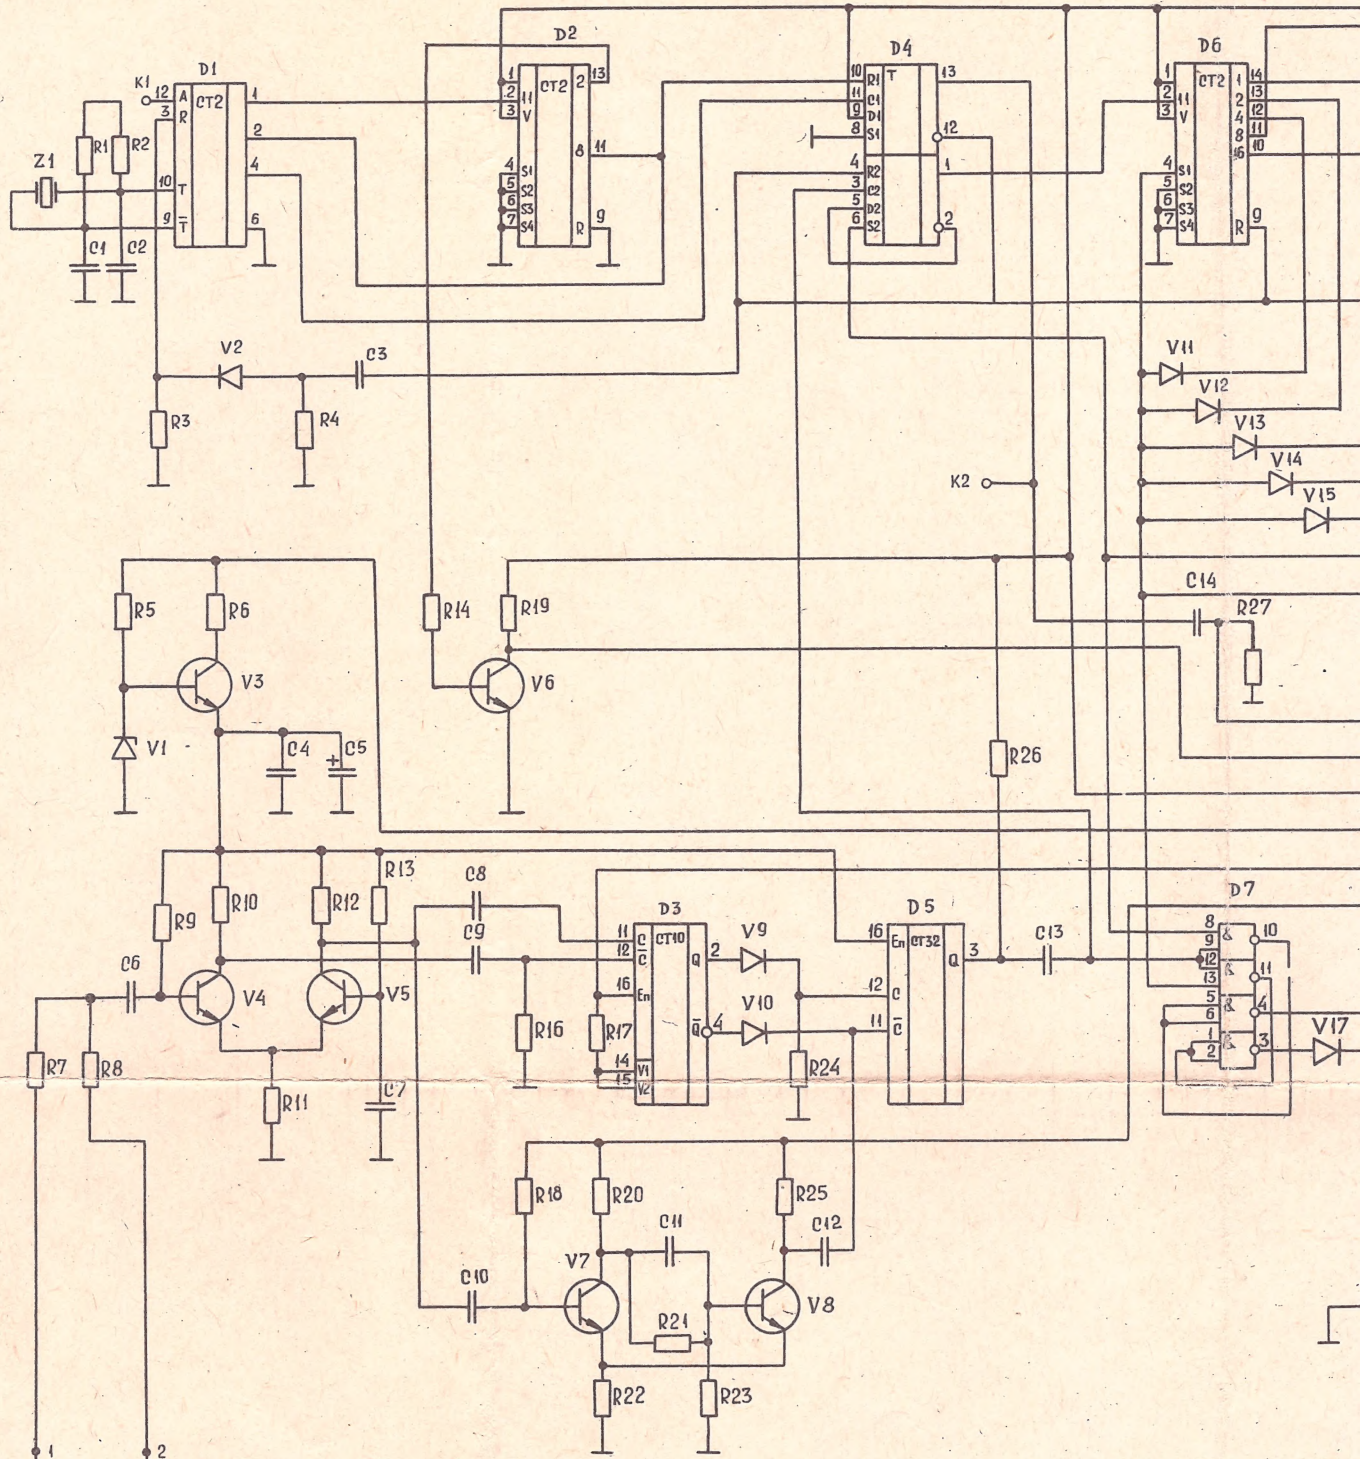 D1
К1
12 A CT2 1
3 R
2
4
R1 R2
Z1
10 T
9 T̅
6
C1 C2
D2
1 CT2 2 13
2 11
3 V
8 11
4 S1
5 S2
6 S3
7 S4
R 9
D4
10 R1 T 13
11 C1
9 D1
8 S1
12
4 R2 1
3 C2
5 D2
6 S2 2
D6
1 CT2 1 14
2 11 2 13
3 V 4 12
8 11
16 10
4 S1
5 S2
6 S3
7 S4
R 9
V2
C3
R3
R4
V11
V12
V13
V14
V15
К2
C14
R27
R5
R6
V3
V1
C4
+ C5
R14
R19
V6
R26
R13
R9
R10
R12
C6
V4
V5
R7
R8
R11
C7
C8
C9
R16
R17
D3
11 C CT10
12 C̅
Q 2
16 En
Q̅ 4
14 V1
15 V2
V9
V10
R24
D5
16 En CT32
Q 3
12 C
11 C̅
C13
D7
8 & 10
9
12 & 11
13
5 & 4
6
1 & 3
2
V17
R18
R20
R25
C11
C12
C10
V7
V8
R21
R22
R23
1
2